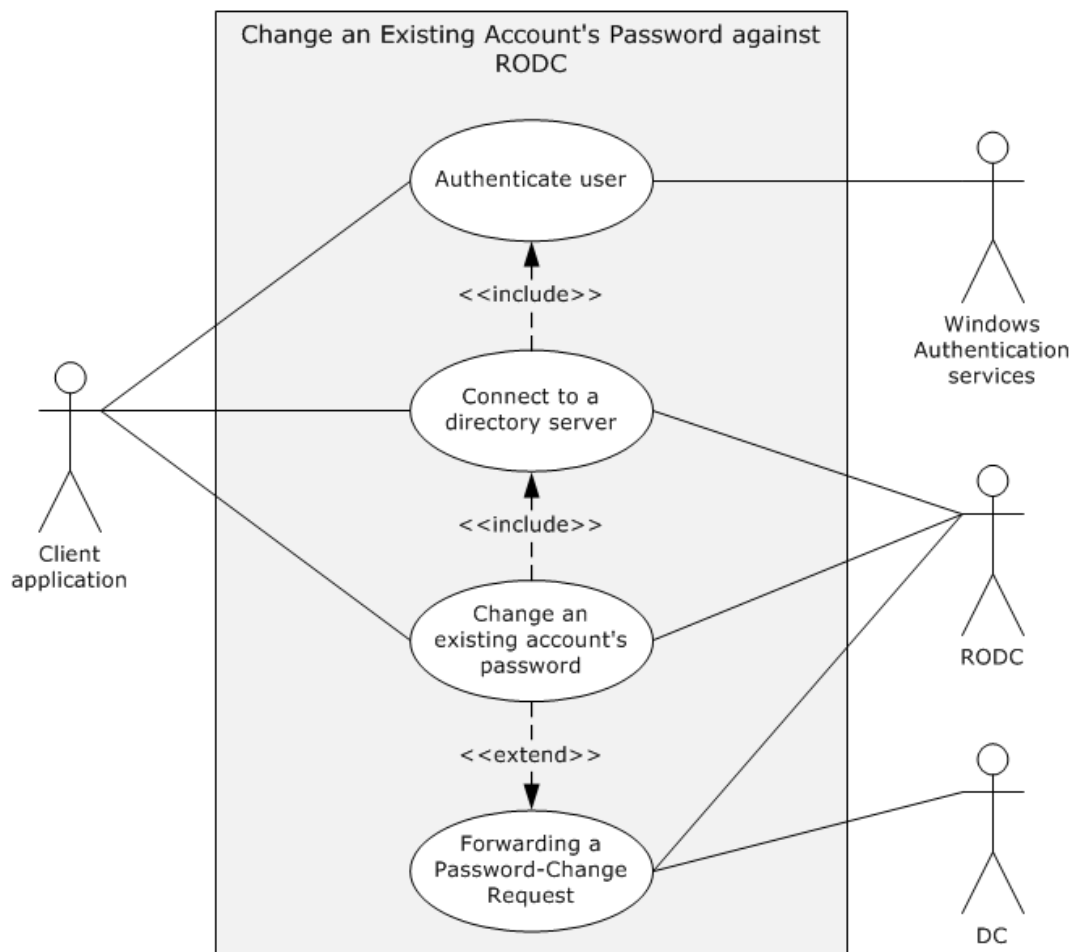 Change an Existing Account's Password against
RODC
Authenticate user
<<include>>
Windows
Authentication
services
Connect to a
directory server
<<include>>
Client
application
Change an
existing account's
password
RODC
<<extend>>
Forwarding a
Password-Change
Request
DC